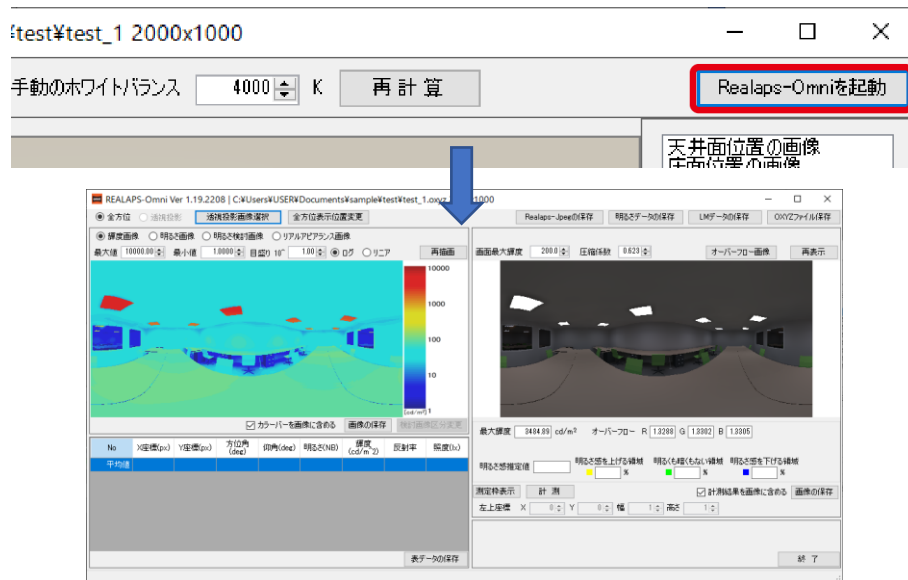 ¥test¥test_1 2000x1000
手動のホワイトバランス 4000 K 再計算 Realaps-Omniを起動
天井面位置の画像
床面位置の画像
REALAPS-Omni Ver 1.19.2208 | C:¥Users¥USER¥Documents¥sample¥test¥test_1.oxyz 1000
全方位 透視投影 透視投影画像選択 全方位表示位置変更 Realaps-Jpegの保存 明るさデータの保存 LMデータの保存 OXYZファイル保存
輝度画像 明るさ画像 明るさ検討画像 リアルアピアランス画像
最大値 10000.00 最小値 1.0000 目盛り 10^ 1.00 ログ リニア 再描画 画面最大輝度 200.0 圧縮係数 0.623 オーバーフロー画像 再表示
10000
1000
100
10
[cd/m²] 1
カラーバーを画像に含める 画像の保存 検討画像区分変更
最大輝度 3484.89 cd/m² オーバーフロー R 1.3288 G 1.3302 B 1.3305
No X座標(px) Y座標(px) 方位角(deg) 仰角(deg) 明るさ(NB) 輝度(cd/m^2) 反射率 照度(lx)
平均値
明るさ感推定値 明るさ感を上げる領域 明るくも暗くもない領域 明るさ感を下げる領域
% % %
測定枠表示 計 測 計測結果を画像に含める 画像の保存
左上座標 X 0 Y 0 幅 1 高さ 1
表データの保存 終 了